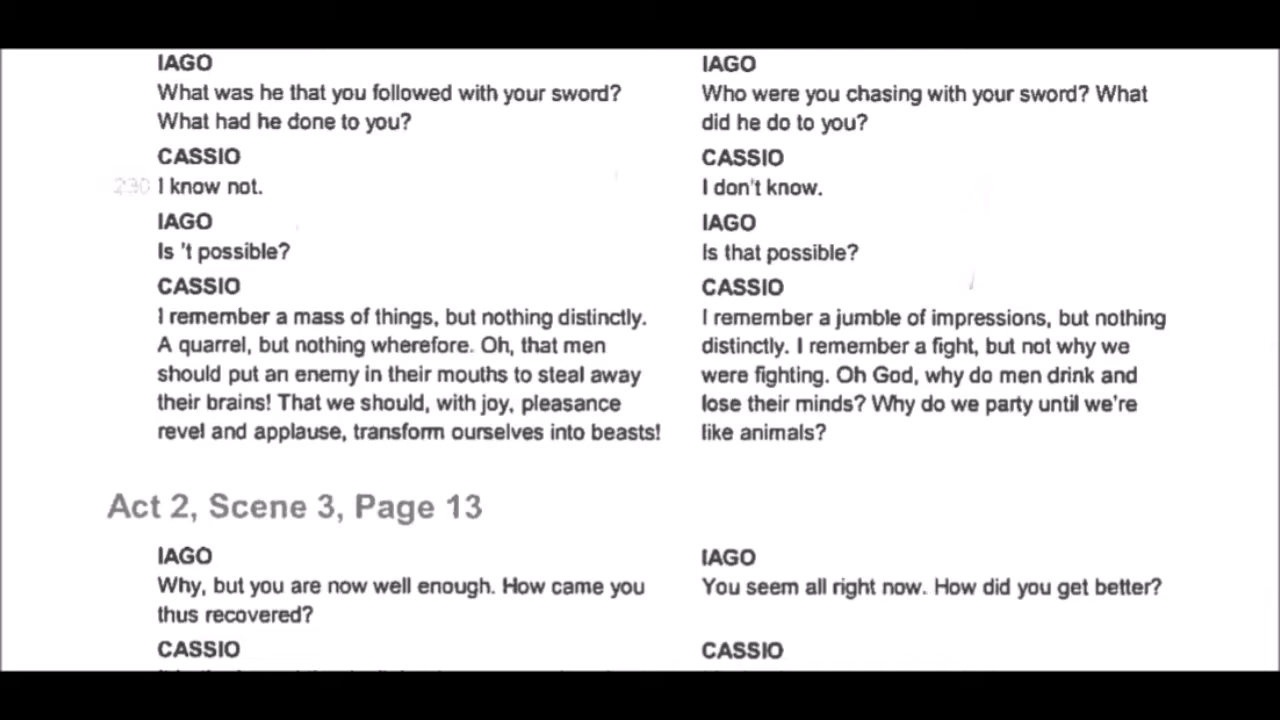 IAGO
What was he that you followed with your sword?
What had he done to you?
CASSIO
230 I know not.
IAGO
Is 't possible?
CASSIO
I remember a mass of things, but nothing distinctly.
A quarrel, but nothing wherefore. Oh, that men
should put an enemy in their mouths to steal away
their brains! That we should, with joy, pleasance
revel and applause, transform ourselves into beasts!
IAGO
Who were you chasing with your sword? What
did he do to you?
CASSIO
I don't know.
IAGO
Is that possible?
CASSIO
I remember a jumble of impressions, but nothing
distinctly. I remember a fight, but not why we
were fighting. Oh God, why do men drink and
lose their minds? Why do we party until we're
like animals?
Act 2, Scene 3, Page 13
IAGO
Why, but you are now well enough. How came you
thus recovered?
CASSIO
IAGO
You seem all right now. How did you get better?
CASSIO